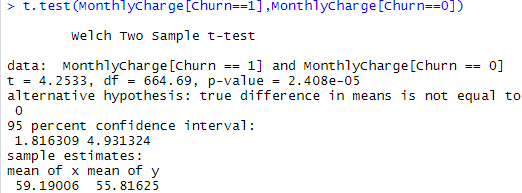 > t.test(MonthlyCharge[Churn==1],MonthlyCharge[Churn==0])
Welch Two Sample t-test
data:  MonthlyCharge[Churn == 1] and MonthlyCharge[Churn == 0]
t = 4.2533, df = 664.69, p-value = 2.408e-05
alternative hypothesis: true difference in means is not equal to
0
95 percent confidence interval:
1.816309 4.931324
sample estimates:
mean of x mean of y
59.19006  55.81625